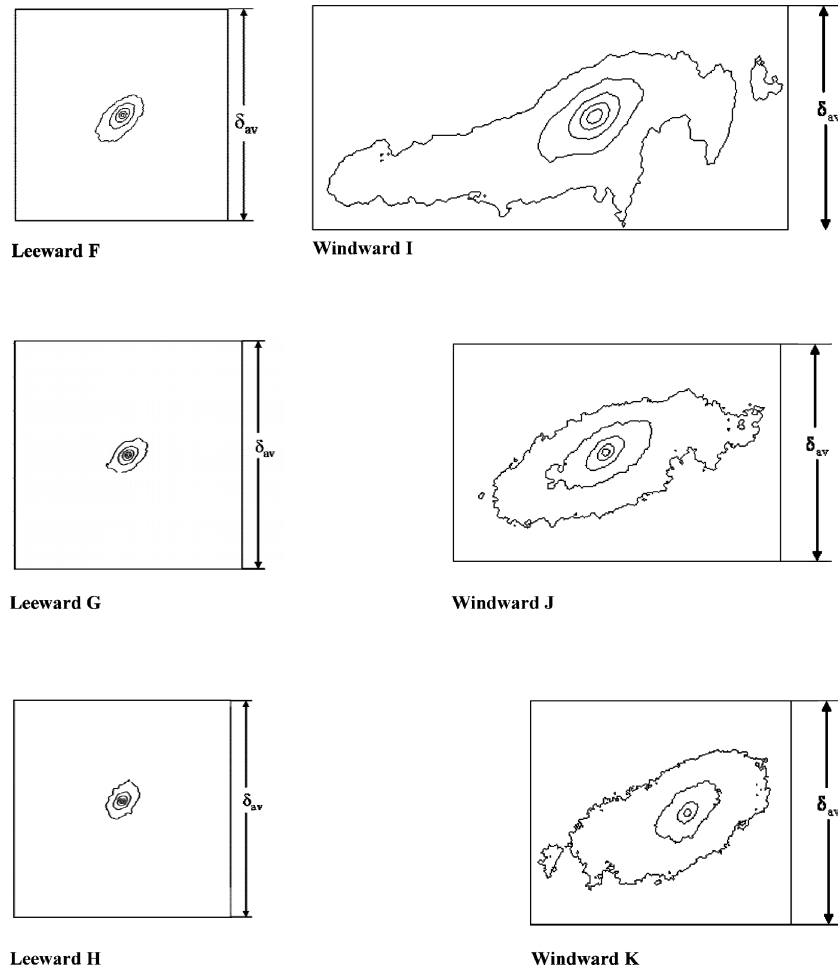 δav
δav
Leeward F
Windward I
δav
δav
Leeward G
Windward J
δav
δav
Leeward H
Windward K